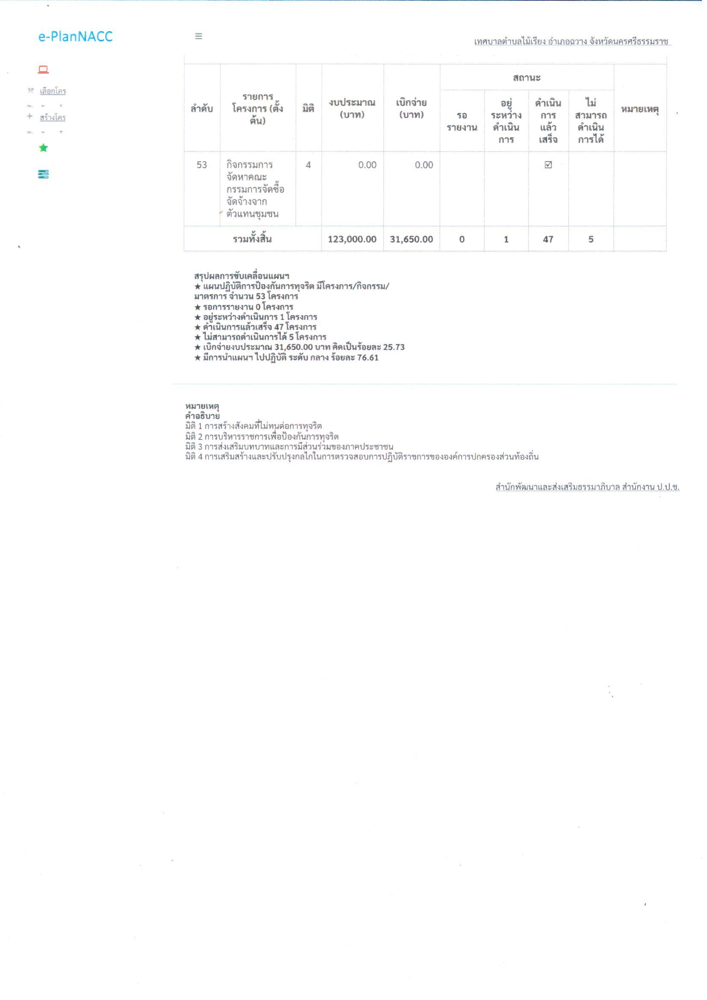 e-PlanNACC
เทศบาลตำบลไม้เรียง อำเภอฉวาง จังหวัดนครศรีธรรมราช
เลือกโคร
สร้างโคร
ลำดับ
รายการ
โครงการ (ตั้ง
ต้น)
มิติ
งบประมาณ
(บาท)
เบิกจ่าย
(บาท)
สถานะ
รอ
รายงาน
อยู่
ระหว่าง
ดำเนิน
การ
ดำเนิน
การ
แล้ว
เสร็จ
ไม่
สามารถ
ดำเนิน
การได้
หมายเหตุ
53
กิจกรรมการ
จัดหาคณะ
กรรมการจัดซื้อ
จัดจ้างจาก
ตัวแทนชุมชน
4
0.00
0.00
☑
รวมทั้งสิ้น 123,000.00 31,650.00 0 1 47 5
สรุปผลการขับเคลื่อนแผนฯ
★ แผนปฏิบัติการป้องกันการทุจริต มีโครงการ/กิจกรรม/
มาตรการ จำนวน 53 โครงการ
★ รอการรายงาน 0 โครงการ
★ อยู่ระหว่างดำเนินการ 1 โครงการ
★ ดำเนินการแล้วเสร็จ 47 โครงการ
★ ไม่สามารถดำเนินการได้ 5 โครงการ
★ เบิกจ่ายงบประมาณ 31,650.00 บาท คิดเป็นร้อยละ 25.73
★ มีการนำแผนฯ ไปปฏิบัติ ระดับ กลาง ร้อยละ 76.61
หมายเหตุ
คำอธิบาย
มิติ 1 การสร้างสังคมที่ไม่ทนต่อการทุจริต
มิติ 2 การบริหารราชการเพื่อป้องกันการทุจริต
มิติ 3 การส่งเสริมบทบาทและการมีส่วนร่วมของภาคประชาชน
มิติ 4 การเสริมสร้างและปรับปรุงกลไกในการตรวจสอบการปฏิบัติราชการขององค์การปกครองส่วนท้องถิ่น
สำนักพัฒนาและส่งเสริมธรรมาภิบาล สำนักงาน ป.ป.ช.